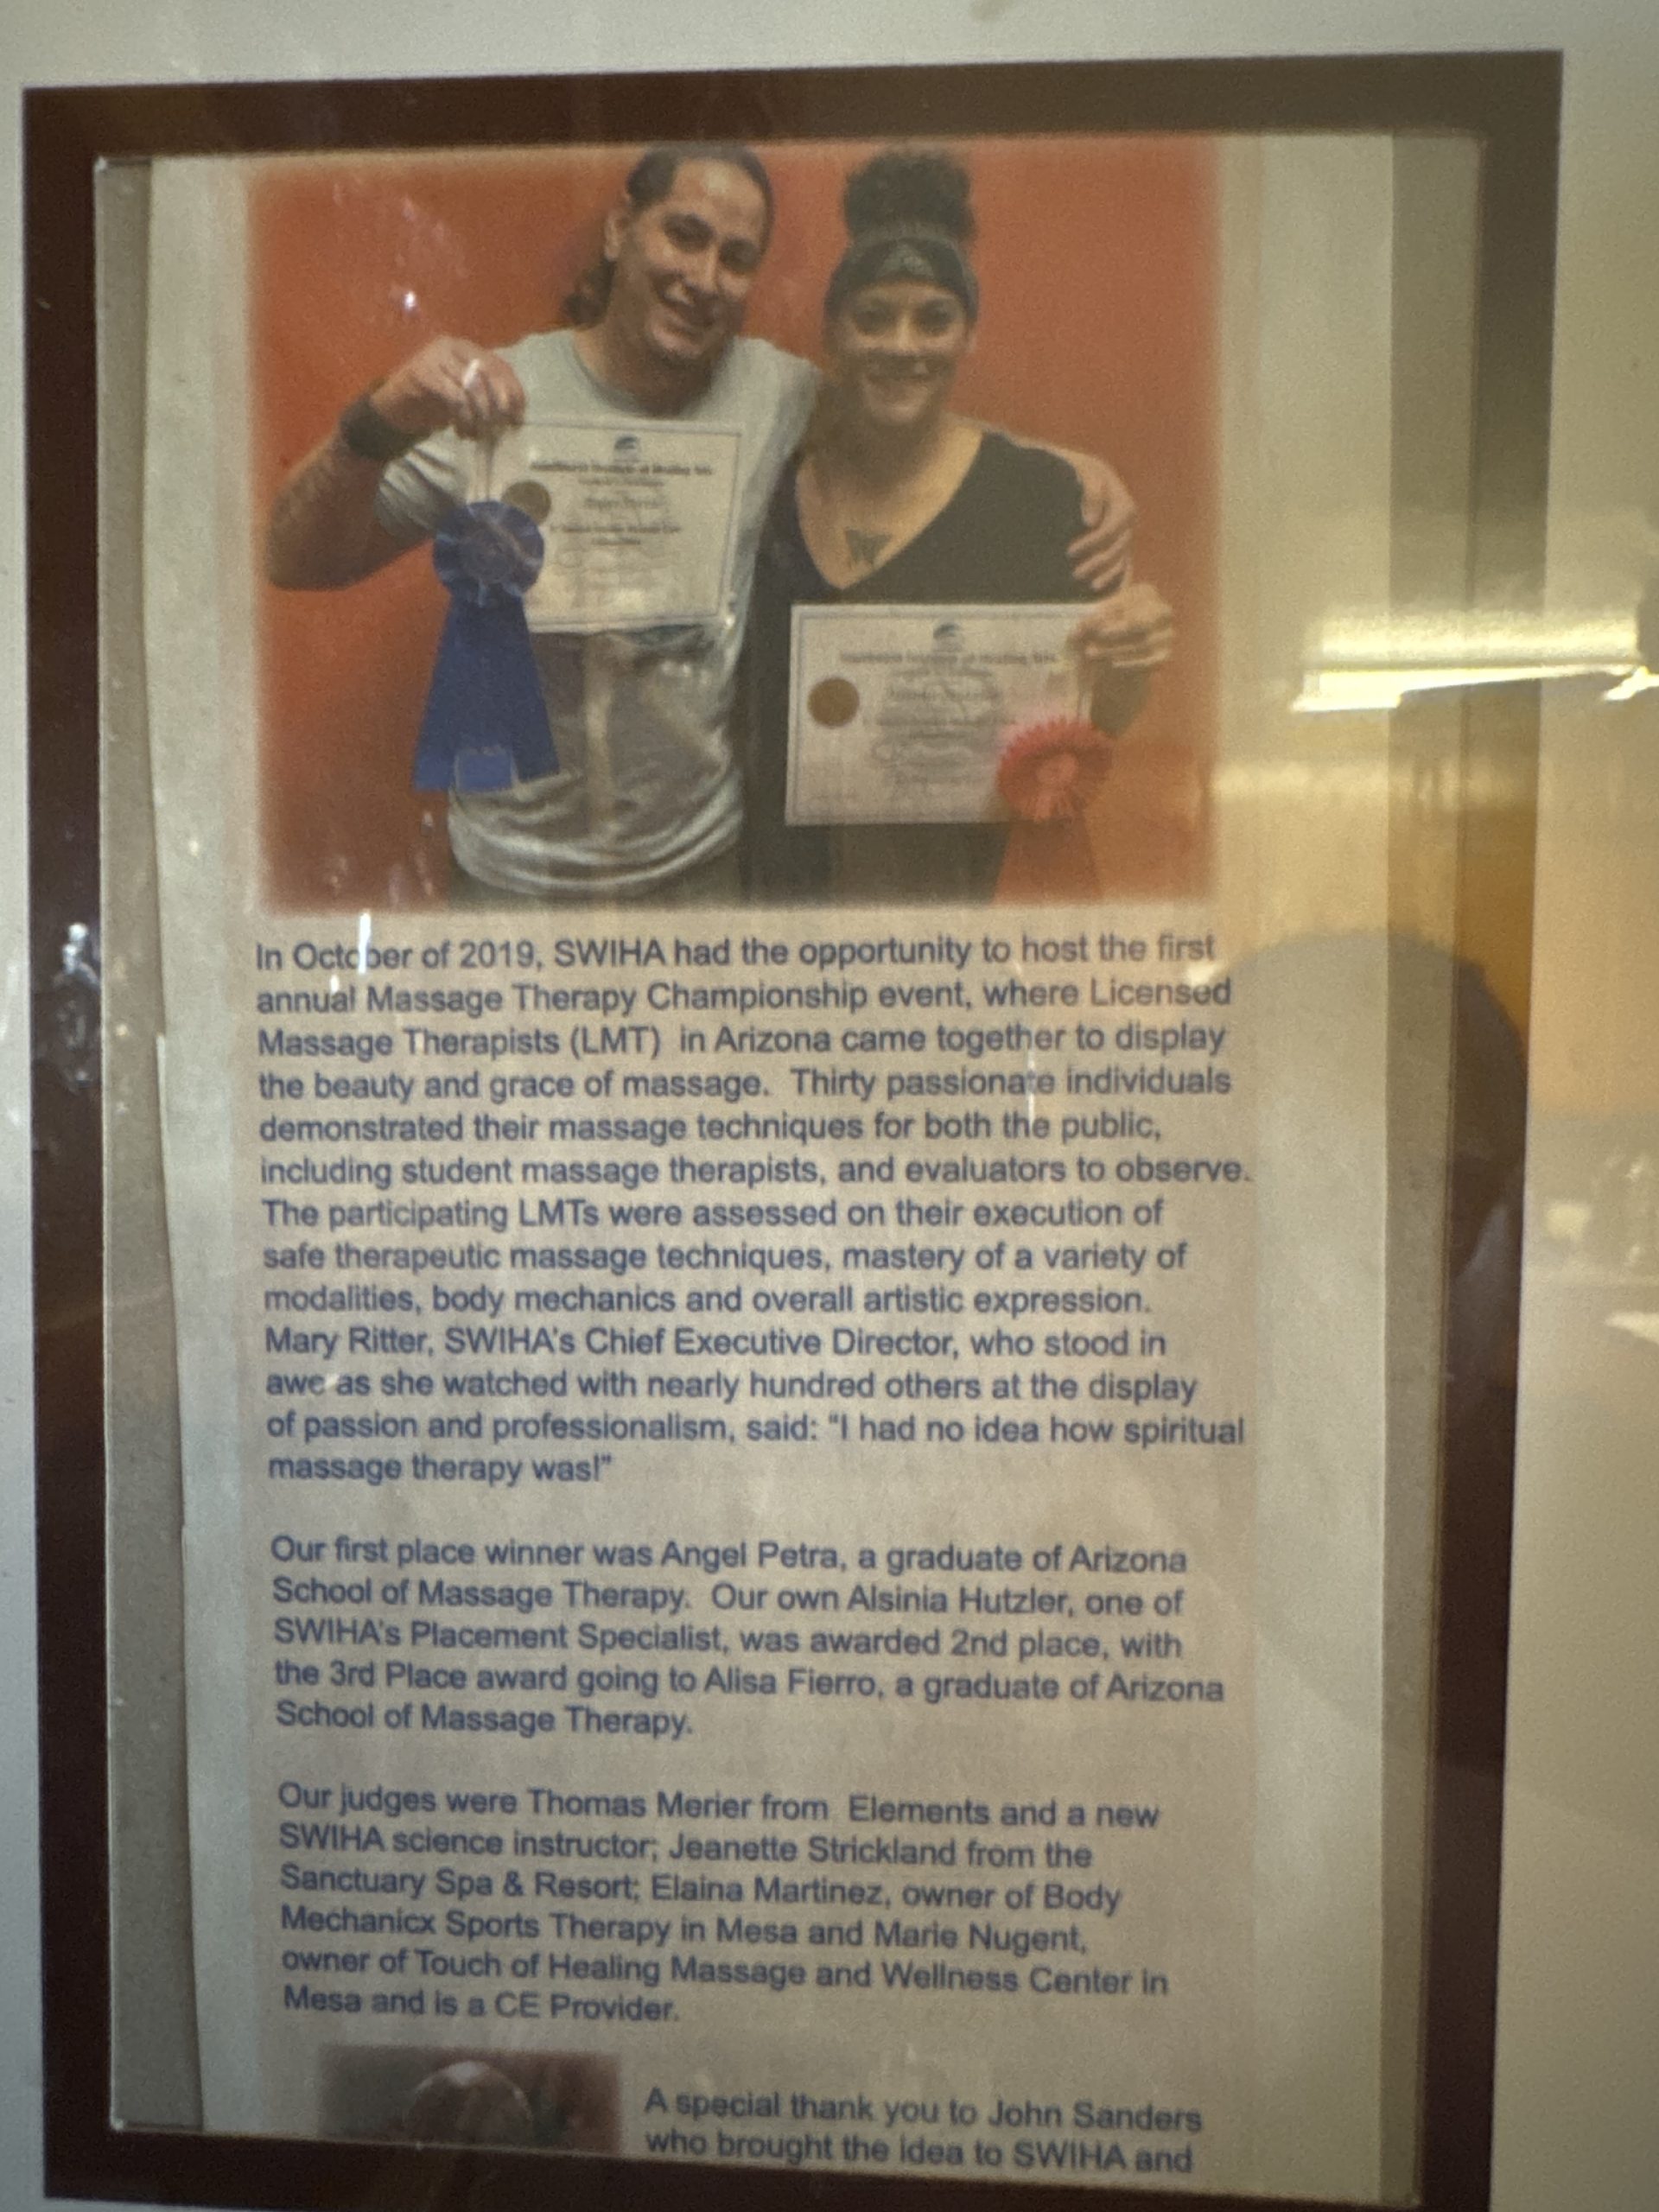 In October of 2019, SWIHA had the opportunity to host the first
annual Massage Therapy Championship event, where Licensed
Massage Therapists (LMT) in Arizona came together to display
the beauty and grace of massage. Thirty passionate individuals
demonstrated their massage techniques for both the public,
including student massage therapists, and evaluators to observe.
The participating LMTs were assessed on their execution of
safe therapeutic massage techniques, mastery of a variety of
modalities, body mechanics and overall artistic expression.
Mary Ritter, SWIHA's Chief Executive Director, who stood in
awe as she watched with nearly hundred others at the display
of passion and professionalism, said: “I had no idea how spiritual
massage therapy was!”
Our first place winner was Angel Petra, a graduate of Arizona
School of Massage Therapy. Our own Alsinia Hutzler, one of
SWIHA's Placement Specialist, was awarded 2nd place, with
the 3rd Place award going to Alisa Fierro, a graduate of Arizona
School of Massage Therapy.
Our judges were Thomas Merier from Elements and a new
SWIHA science instructor; Jeanette Strickland from the
Sanctuary Spa & Resort; Elaina Martinez, owner of Body
Mechanicx Sports Therapy in Mesa and Marie Nugent,
owner of Touch of Healing Massage and Wellness Center in
Mesa and is a CE Provider.
A special thank you to John Sanders
who brought the idea to SWIHA and